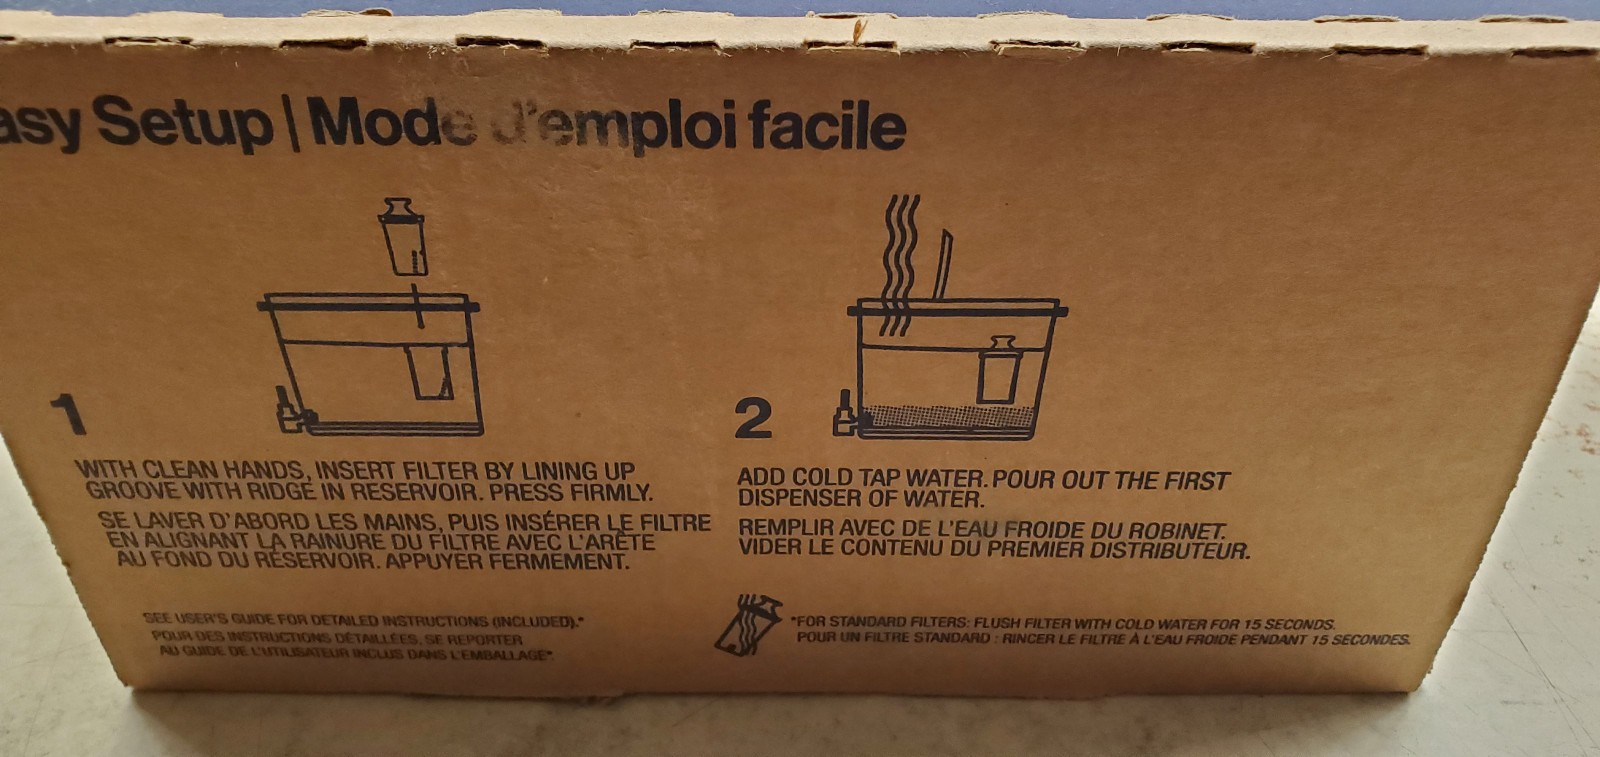 asy Setup | Mode d'emploi facile
1
WITH CLEAN HANDS, INSERT FILTER BY LINING UP
GROOVE WITH RIDGE IN RESERVOIR. PRESS FIRMLY.
SE LAVER D'ABORD LES MAINS, PUIS INSÉRER LE FILTRE
EN ALIGNANT LA RAINURE DU FILTRE AVEC L'ARÊTE
AU FOND DU RÉSERVOIR. APPUYER FERMEMENT.
SEE USER'S GUIDE FOR DETAILED INSTRUCTIONS (INCLUDED).*
POUR DES INSTRUCTIONS DÉTAILLÉES, SE REPORTER
AU GUIDE DE L'UTILISATEUR INCLUS DANS L'EMBALLAGE*.
2
ADD COLD TAP WATER. POUR OUT THE FIRST
DISPENSER OF WATER.
REMPLIR AVEC DE L'EAU FROIDE DU ROBINET.
VIDER LE CONTENU DU PREMIER DISTRIBUTEUR.
*FOR STANDARD FILTERS: FLUSH FILTER WITH COLD WATER FOR 15 SECONDS.
POUR UN FILTRE STANDARD : RINCER LE FILTRE À L'EAU FROIDE PENDANT 15 SECONDES.